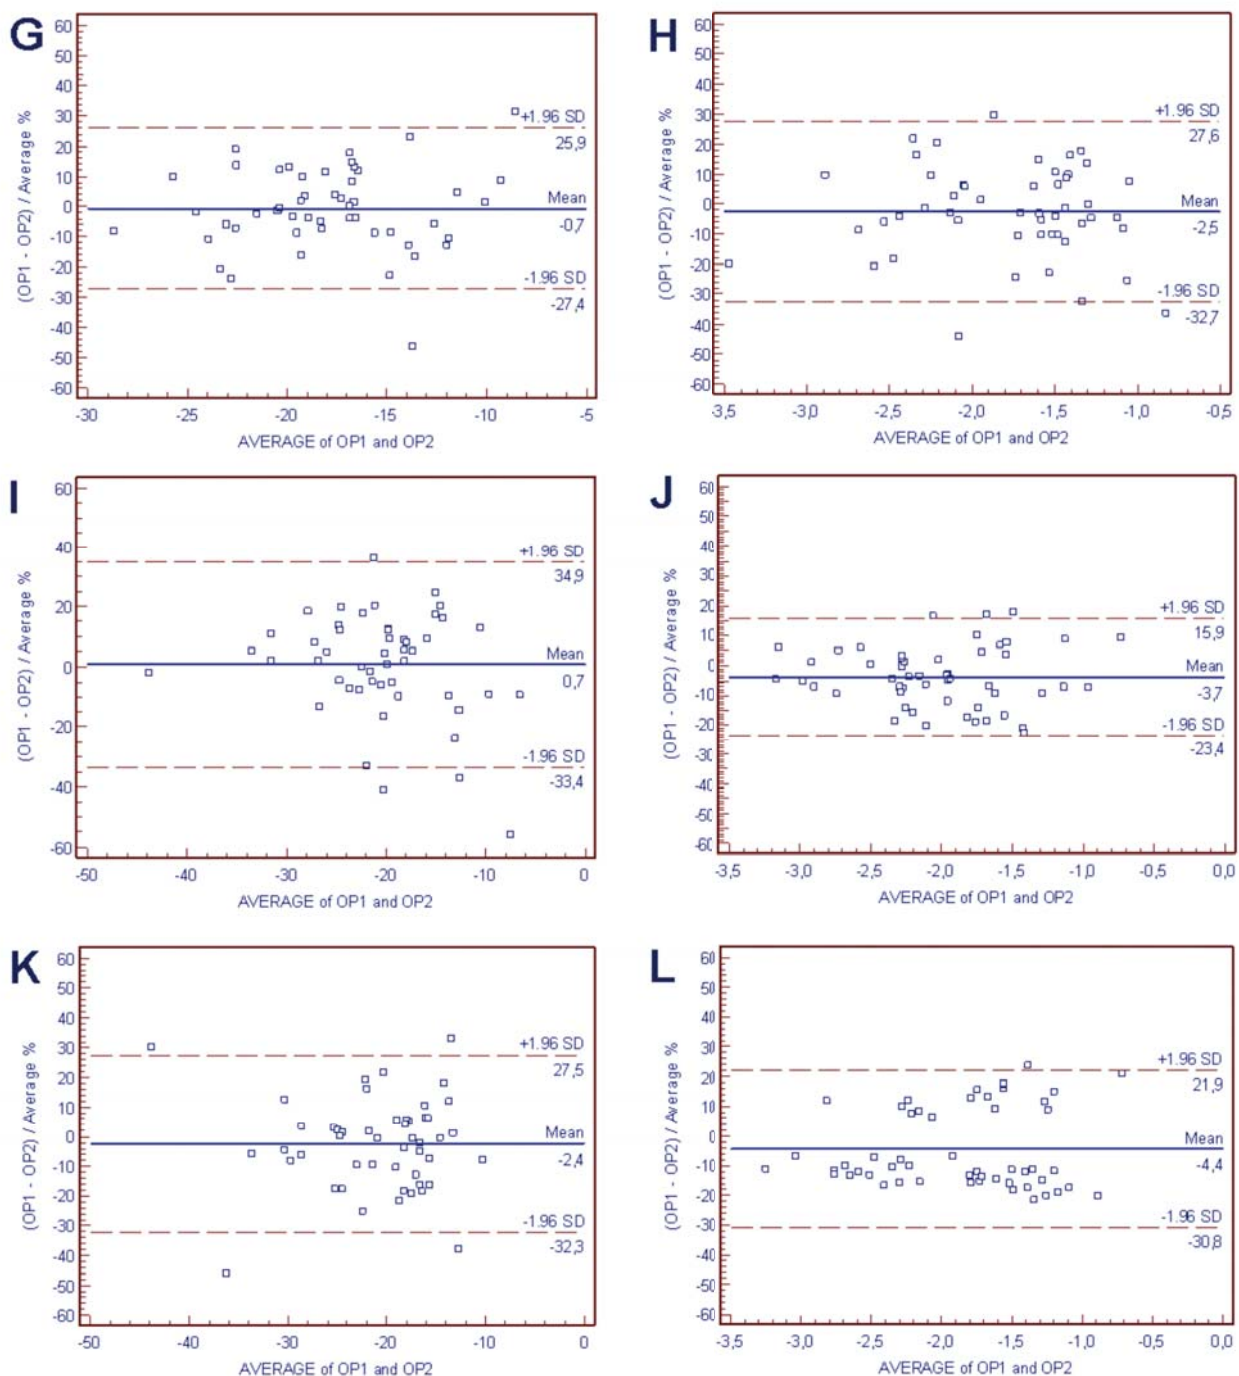 G
(OP1 - OP2) / Average %
60
50
40
30
20
10
0
-10
-20
-30
-40
-50
-60
+1.96 SD
25,9
Mean
-0,7
-1.96 SD
-27,4
-30 -25 -20 -15 -10 -5
AVERAGE of OP1 and OP2
H
(OP1 - OP2) / Average %
60
50
40
30
20
10
0
-10
-20
-30
-40
-50
-60
+1.96 SD
27,6
Mean
-2,5
-1.96 SD
-32,7
-3,5 -3,0 -2,5 -2,0 -1,5 -1,0 -0,5
AVERAGE of OP1 and OP2
I
(OP1 - OP2) / Average %
60
40
20
0
-20
-40
-60
+1.96 SD
34,9
Mean
0,7
-1.96 SD
-33,4
-50 -40 -30 -20 -10 0
AVERAGE of OP1 and OP2
J
(OP1 - OP2) / Average %
60
50
40
30
20
10
0
-10
-20
-30
-40
-50
-60
+1.96 SD
15,9
Mean
-3,7
-1.96 SD
-23,4
-3,5 -3,0 -2,5 -2,0 -1,5 -1,0 -0,5 0,0
AVERAGE of OP1 and OP2
K
(OP1 - OP2) / Average %
60
50
40
30
20
10
0
-10
-20
-30
-40
-50
-60
+1.96 SD
27,5
Mean
-2,4
-1.96 SD
-32,3
-50 -40 -30 -20 -10 0
AVERAGE of OP1 and OP2
L
(OP1 - OP2) / Average %
60
50
40
30
20
10
0
-10
-20
-30
-40
-50
-60
+1.96 SD
21,9
Mean
-4,4
-1.96 SD
-30,8
-3,5 -3,0 -2,5 -2,0 -1,5 -1,0 -0,5 0,0
AVERAGE of OP1 and OP2